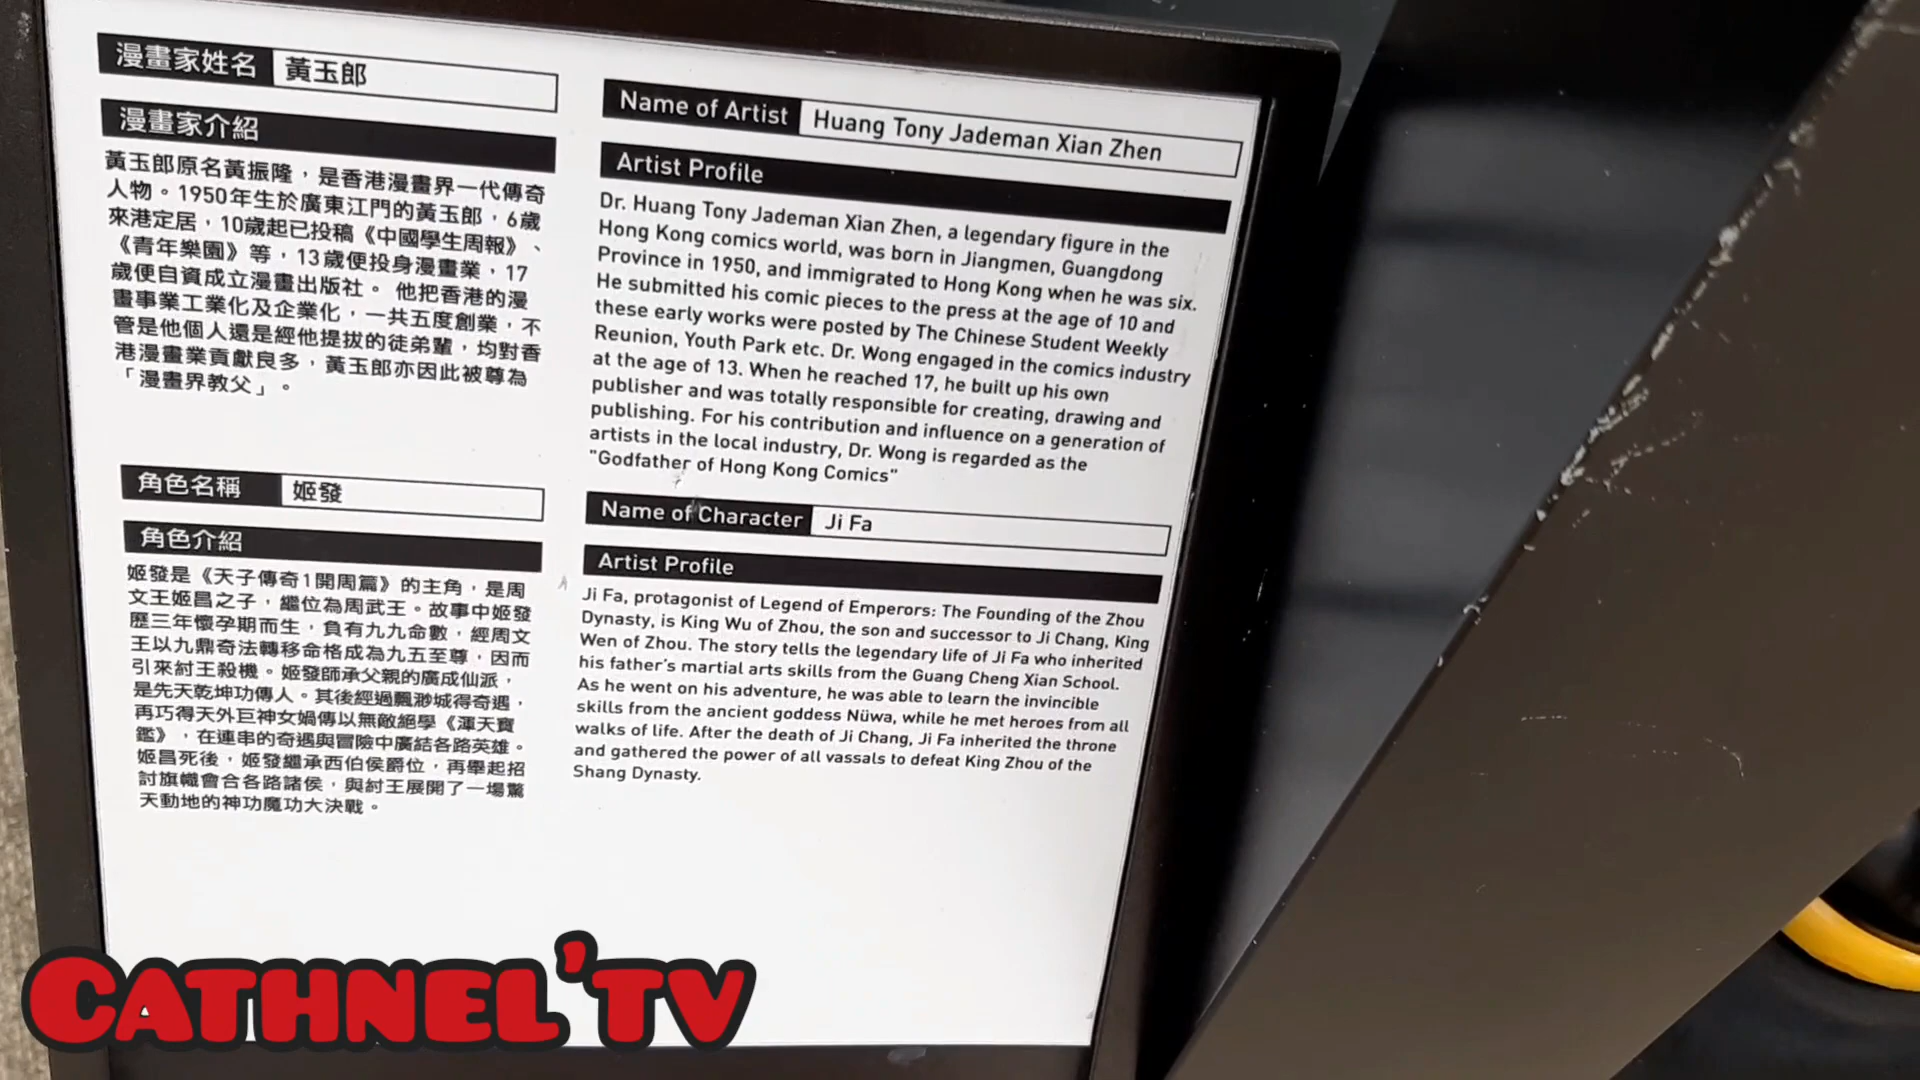 漫畫家姓名 黃玉郎
漫畫家介紹
黃玉郎原名黃振隆，是香港漫畫界一代傳奇
人物。1950年生於廣東江門的黃玉郎，6歲
來港定居，10歲起已投稿《中國學生周報》、
《青年樂園》等，13歲便投身漫畫業，17
歲便自資成立漫畫出版社。 他把香港的漫
畫事業工業化及企業化，一共五度創業，不
管是他個人還是經他提拔的徒弟輩，均對香
港漫畫業貢獻良多，黃玉郎亦因此被尊為
「漫畫界教父」。
角色名稱 姬發
角色介紹
姬發是《天子傳奇1開周篇》的主角，是周
文王姬昌之子，繼位為周武王。故事中姬發
歷三年懷孕期而生，負有九九命數，經周文
王以九鼎奇法轉移命格成為九五至尊，因而
引來紂王殺機。姬發師承父親的廣成仙派，
是先天乾坤功傳人。其後經過飄渺城得奇遇，
再巧得天外巨神女媧傳以無敵絕學《渾天寶
鑑》，在連串的奇遇與冒險中廣結各路英雄。
姬昌死後，姬發繼承西伯侯爵位，再舉起招
討旗幟會合各路諸侯，與紂王展開了一場驚
天動地的神功魔功大決戰。
Name of Artist Huang Tony Jademan Xian Zhen
Artist Profile
Dr. Huang Tony Jademan Xian Zhen, a legendary figure in the
Hong Kong comics world, was born in Jiangmen, Guangdong
Province in 1950, and immigrated to Hong Kong when he was six.
He submitted his comic pieces to the press at the age of 10 and
these early works were posted by The Chinese Student Weekly
Reunion, Youth Park etc. Dr. Wong engaged in the comics industry
at the age of 13. When he reached 17, he built up his own
publisher and was totally responsible for creating, drawing and
publishing. For his contribution and influence on a generation of
artists in the local industry, Dr. Wong is regarded as the
"Godfather of Hong Kong Comics"
Name of Character Ji Fa
Artist Profile
Ji Fa, protagonist of Legend of Emperors: The Founding of the Zhou
Dynasty, is King Wu of Zhou, the son and successor to Ji Chang, King
Wen of Zhou. The story tells the legendary life of Ji Fa who inherited
his father's martial arts skills from the Guang Cheng Xian School.
As he went on his adventure, he was able to learn the invincible
skills from the ancient goddess Nüwa, while he met heroes from all
walks of life. After the death of Ji Chang, Ji Fa inherited the throne
and gathered the power of all vassals to defeat King Zhou of the
Shang Dynasty.
CATHNEL'TV